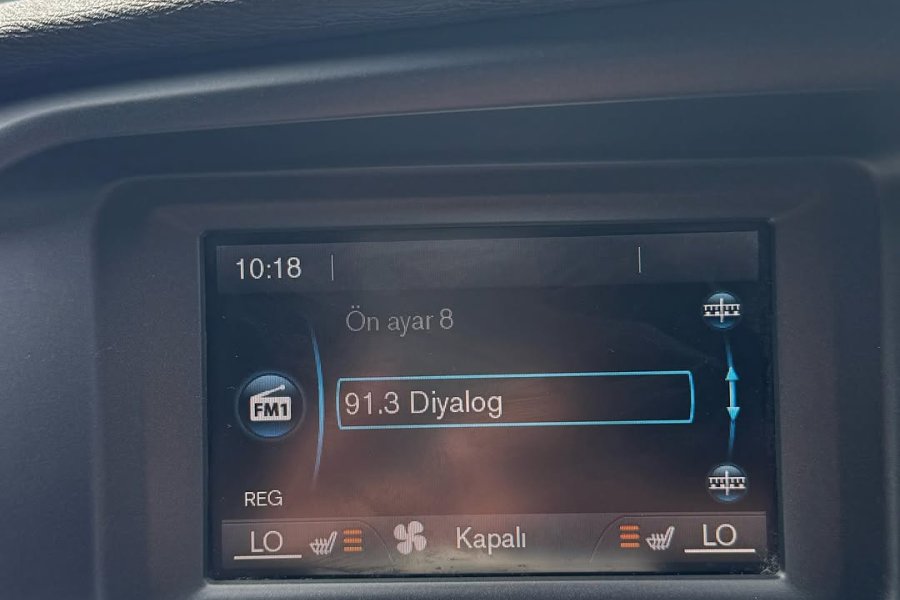 10:18
Ön ayar 8
FM1
91.3 Diyalog
REG
LO Kapalı LO